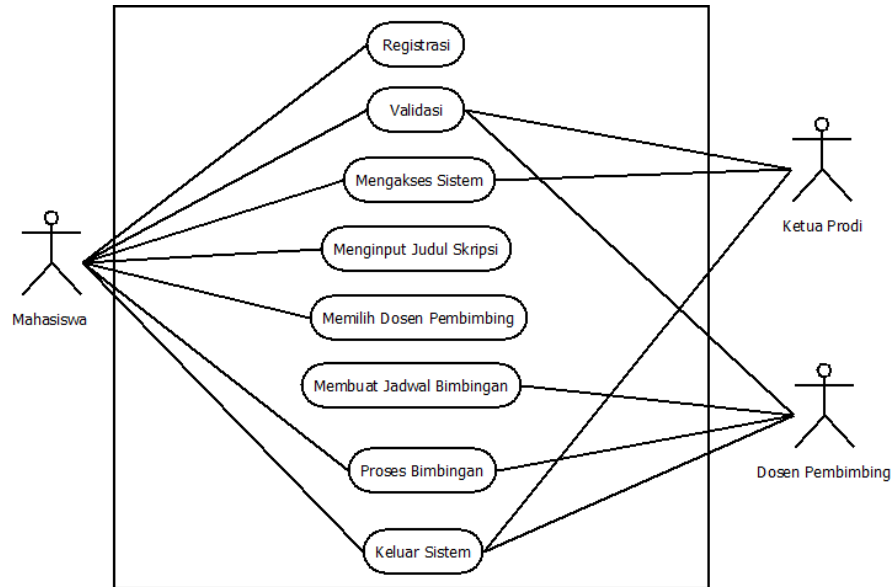 Registrasi
Validasi
Mengakses Sistem
Ketua Prodi
Menginput Judul Skripsi
Mahasiswa
Memilih Dosen Pembimbing
Membuat Jadwal Bimbingan
Proses Bimbingan
Dosen Pembimbing
Keluar Sistem